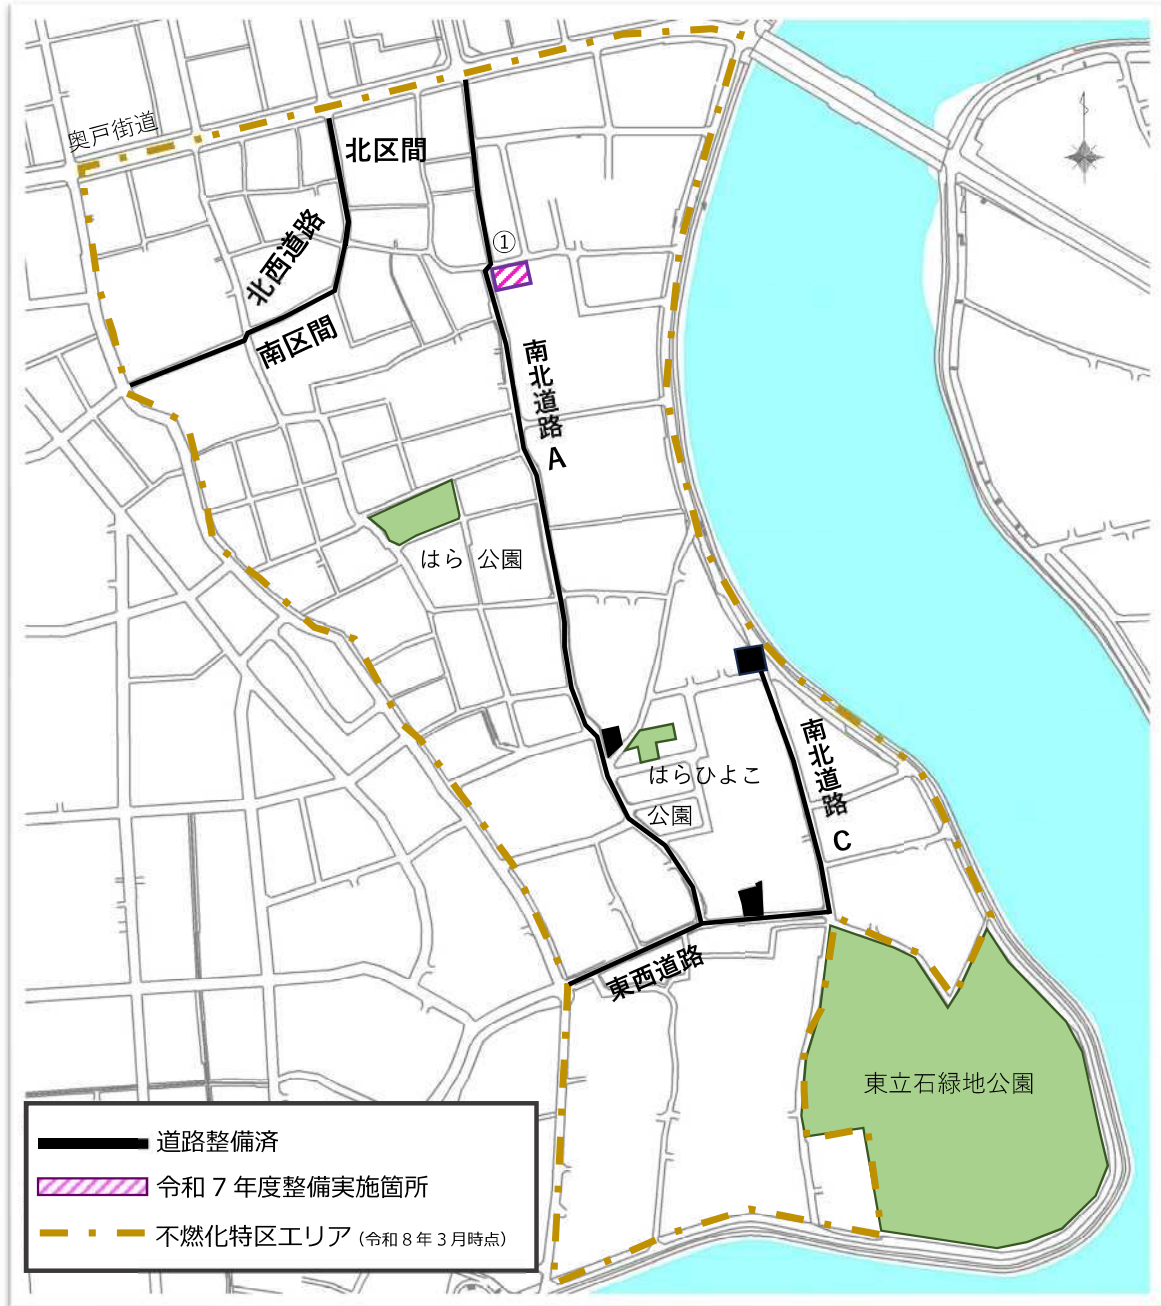 奥戸街道
北区間
北西道路
①
南区間
南北道路A
はら 公園
南北道路C
はらひよこ
公園
東西道路
東立石緑地公園
道路整備済
令和7年度整備実施箇所
不燃化特区エリア(令和8年3月時点)